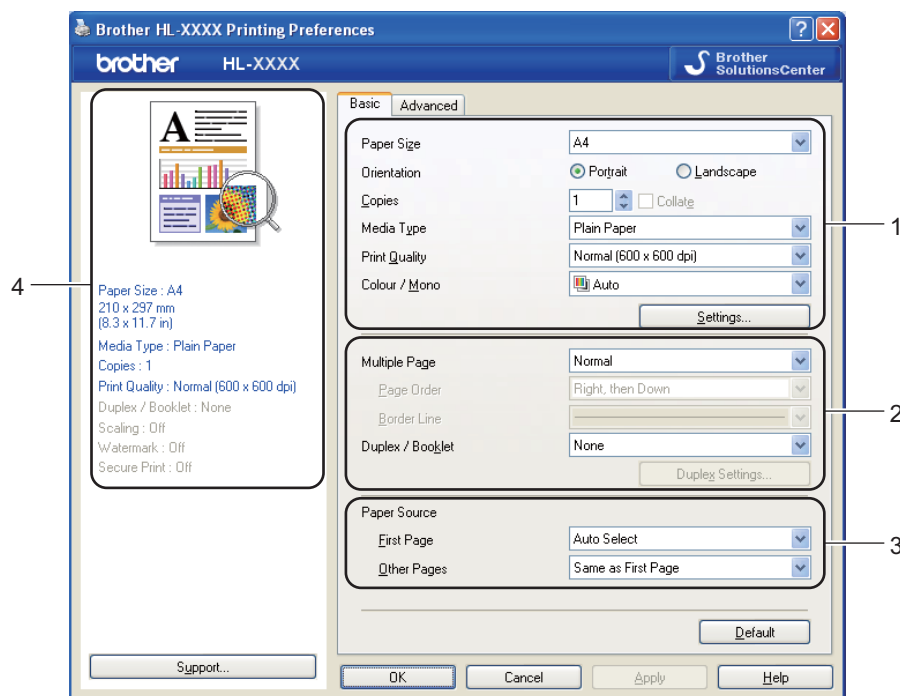 Brother HL-XXXX Printing Preferences
brother HL-XXXX
Brother
SolutionsCenter
Basic Advanced
A
Paper Size A4
Orientation Portrait Landscape
Copies 1 Collate
Media Type Plain Paper
Print Quality Normal (600 x 600 dpi)
Colour / Mono Auto
Settings...
1
Multiple Page Normal
Page Order Right, then Down
Border Line
Duplex / Booklet None
Duplex Settings...
2
Paper Source
First Page Auto Select
Other Pages Same as First Page
3
Default
4
Paper Size : A4
210 x 297 mm
(8.3 x 11.7 in)
Media Type : Plain Paper
Copies : 1
Print Quality : Normal (600 x 600 dpi)
Duplex / Booklet : None
Scaling : Off
Watermark : Off
Secure Print : Off
Support...
OK Cancel Apply Help